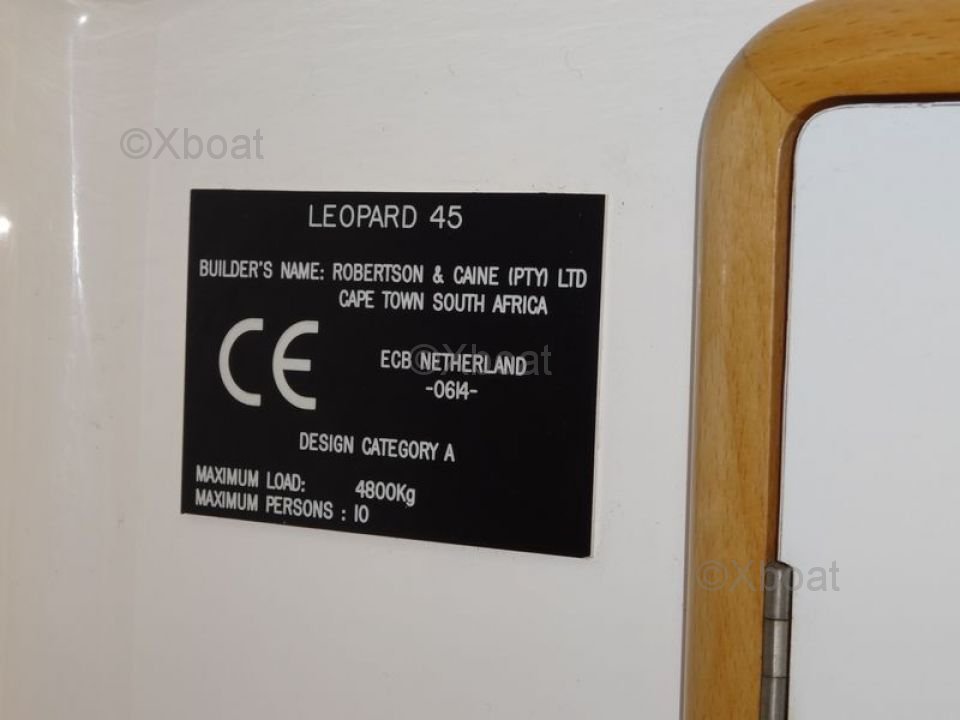 ©Xboat
LEOPARD 45
BUILDER'S NAME: ROBERTSON & CAINE (PTY) LTD
CAPE TOWN SOUTH AFRICA
CE
ECB NETHERLAND
©Xboat
-0614-
DESIGN CATEGORY A
MAXIMUM LOAD: 4800Kg
MAXIMUM PERSONS : 10
©Xboat